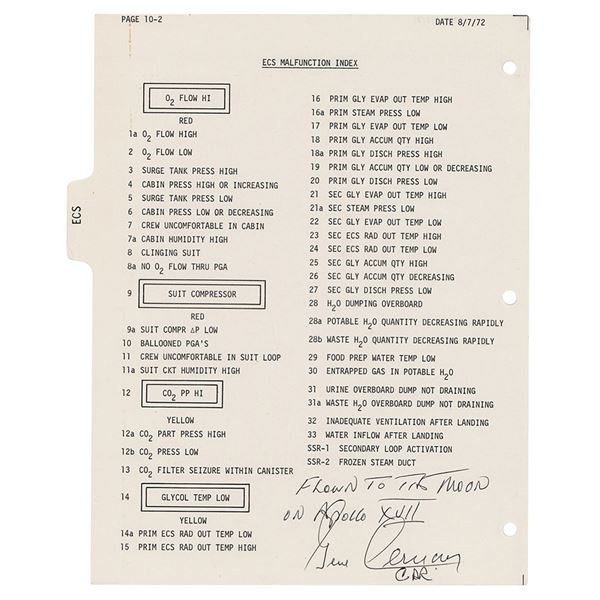 PAGE 10-2
DATE 8/7/72
ECS MALFUNCTION INDEX
O2 FLOW HI
RED
1a O2 FLOW HIGH
2 O2 FLOW LOW
3 SURGE TANK PRESS HIGH
4 CABIN PRESS HIGH OR INCREASING
5 SURGE TANK PRESS LOW
6 CABIN PRESS LOW OR DECREASING
7 CREW UNCOMFORTABLE IN CABIN
7a CABIN HUMIDITY HIGH
8 CLINGING SUIT
8a NO O2 FLOW THRU PGA
9 SUIT COMPRESSOR
RED
9a SUIT COMPR ΔP LOW
10 BALLOONED PGA'S
11 CREW UNCOMFORTABLE IN SUIT LOOP
11a SUIT CKT HUMIDITY HIGH
12 CO2 PP HI
YELLOW
12a CO2 PART PRESS HIGH
12b CO2 PRESS LOW
13 CO2 FILTER SEIZURE WITHIN CANISTER
14 GLYCOL TEMP LOW
YELLOW
14a PRIM ECS RAD OUT TEMP LOW
15 PRIM ECS RAD OUT TEMP HIGH
16 PRIM GLY EVAP OUT TEMP HIGH
16a PRIM STEAM PRESS LOW
17 PRIM GLY EVAP OUT TEMP LOW
18 PRIM GLY ACCUM QTY HIGH
18a PRIM GLY DISCH PRESS HIGH
19 PRIM GLY ACCUM QTY LOW OR DECREASING
20 PRIM GLY DISCH PRESS LOW
21 SEC GLY EVAP OUT TEMP HIGH
21a SEC STEAM PRESS LOW
22 SEC GLY EVAP OUT TEMP LOW
23 SEC ECS RAD OUT TEMP HIGH
24 SEC ECS RAD OUT TEMP LOW
25 SEC GLY ACCUM QTY HIGH
26 SEC GLY ACCUM QTY DECREASING
27 SEC GLY DISCH PRESS LOW
28 H2O DUMPING OVERBOARD
28a POTABLE H2O QUANTITY DECREASING RAPIDLY
28b WASTE H2O QUANTITY DECREASING RAPIDLY
29 FOOD PREP WATER TEMP LOW
30 ENTRAPPED GAS IN POTABLE H2O
31 URINE OVERBOARD DUMP NOT DRAINING
31a WASTE H2O OVERBOARD DUMP NOT DRAINING
32 INADEQUATE VENTILATION AFTER LANDING
33 WATER INFLOW AFTER LANDING
SSR-1 SECONDARY LOOP ACTIVATION
SSR-2 FROZEN STEAM DUCT
ECS
FLOWN TO THE MOON
ON Apollo XVII
Gene Cernan
CDR